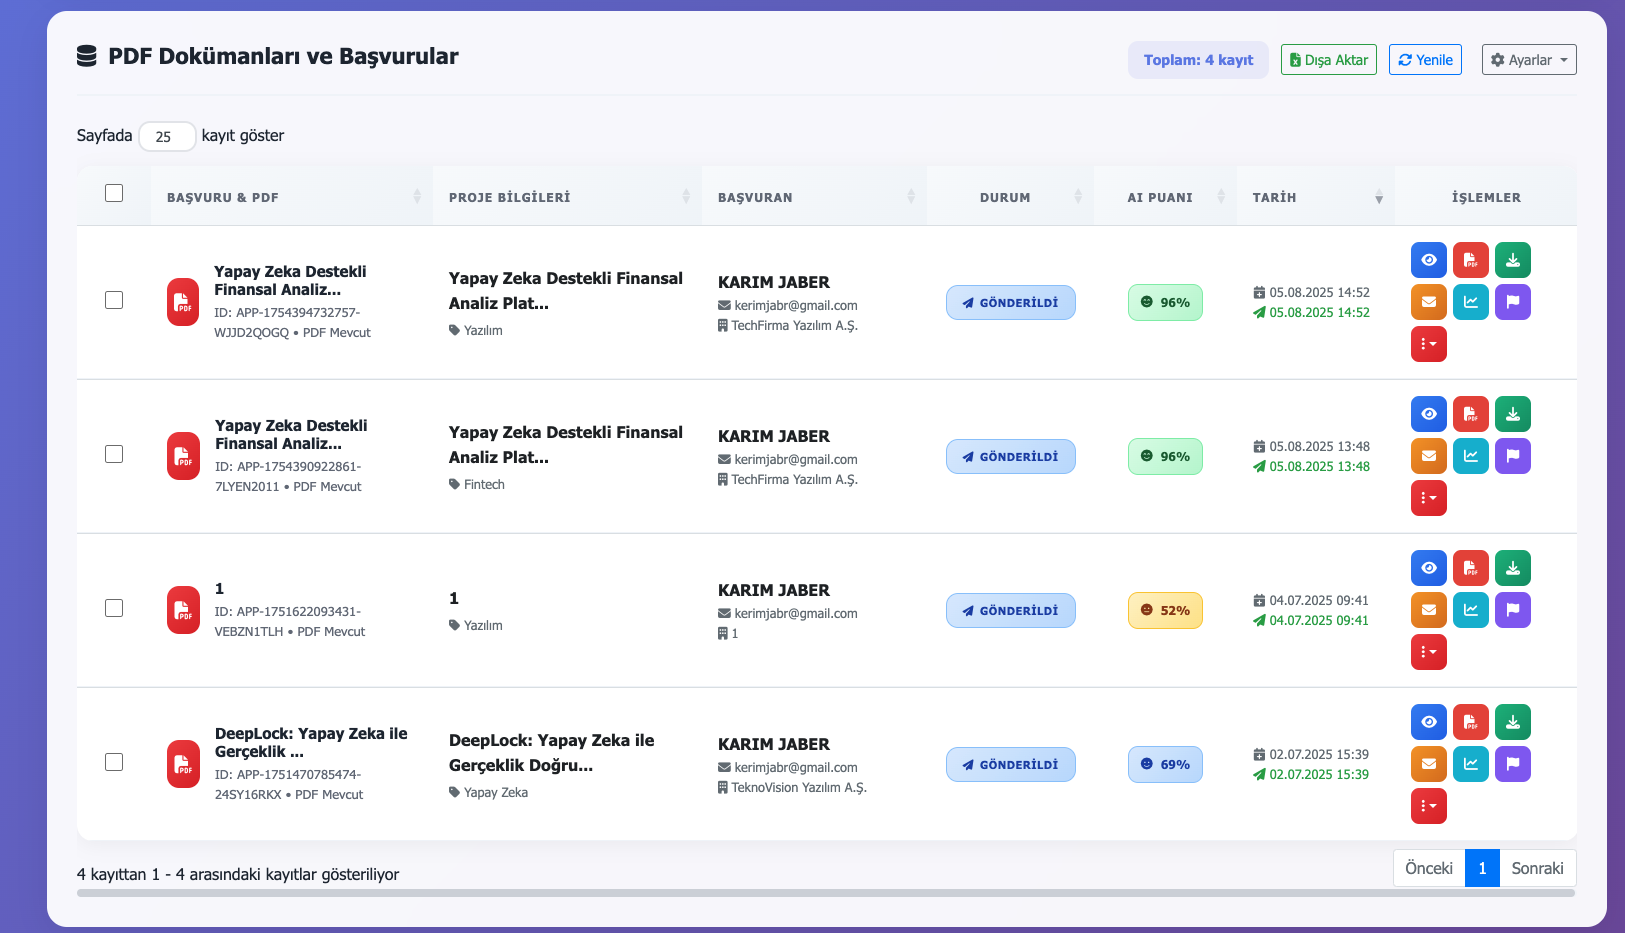 PDF Dokümanları ve Başvurular
Toplam: 4 kayıt
Dışa Aktar
Yenile
Ayarlar
Sayfada 25 kayıt göster
BAŞVURU & PDF
PROJE BİLGİLERİ
BAŞVURAN
DURUM
AI PUANI
TARİH
İŞLEMLER
PDF
Yapay Zeka Destekli
Finansal Analiz...
ID: APP-1754394732757-
WJJD2QOGQ • PDF Mevcut
Yapay Zeka Destekli Finansal
Analiz Plat...
Yazılım
KARIM JABER
kerimjabr@gmail.com
TechFirma Yazılım A.Ş.
GÖNDERİLDİ
96%
05.08.2025 14:52
05.08.2025 14:52
PDF
PDF
Yapay Zeka Destekli
Finansal Analiz...
ID: APP-1754390922861-
7LYEN2011 • PDF Mevcut
Yapay Zeka Destekli Finansal
Analiz Plat...
Fintech
KARIM JABER
kerimjabr@gmail.com
TechFirma Yazılım A.Ş.
GÖNDERİLDİ
96%
05.08.2025 13:48
05.08.2025 13:48
PDF
PDF
1
ID: APP-1751622093431-
VEBZN1TLH • PDF Mevcut
1
Yazılım
KARIM JABER
kerimjabr@gmail.com
1
GÖNDERİLDİ
52%
04.07.2025 09:41
04.07.2025 09:41
PDF
PDF
DeepLock: Yapay Zeka ile
Gerçeklik ...
ID: APP-1751470785474-
24SY16RKX • PDF Mevcut
DeepLock: Yapay Zeka ile
Gerçeklik Doğru...
Yapay Zeka
KARIM JABER
kerimjabr@gmail.com
TeknoVision Yazılım A.Ş.
GÖNDERİLDİ
69%
02.07.2025 15:39
02.07.2025 15:39
PDF
4 kayıttan 1 - 4 arasındaki kayıtlar gösteriliyor
Önceki
1
Sonraki